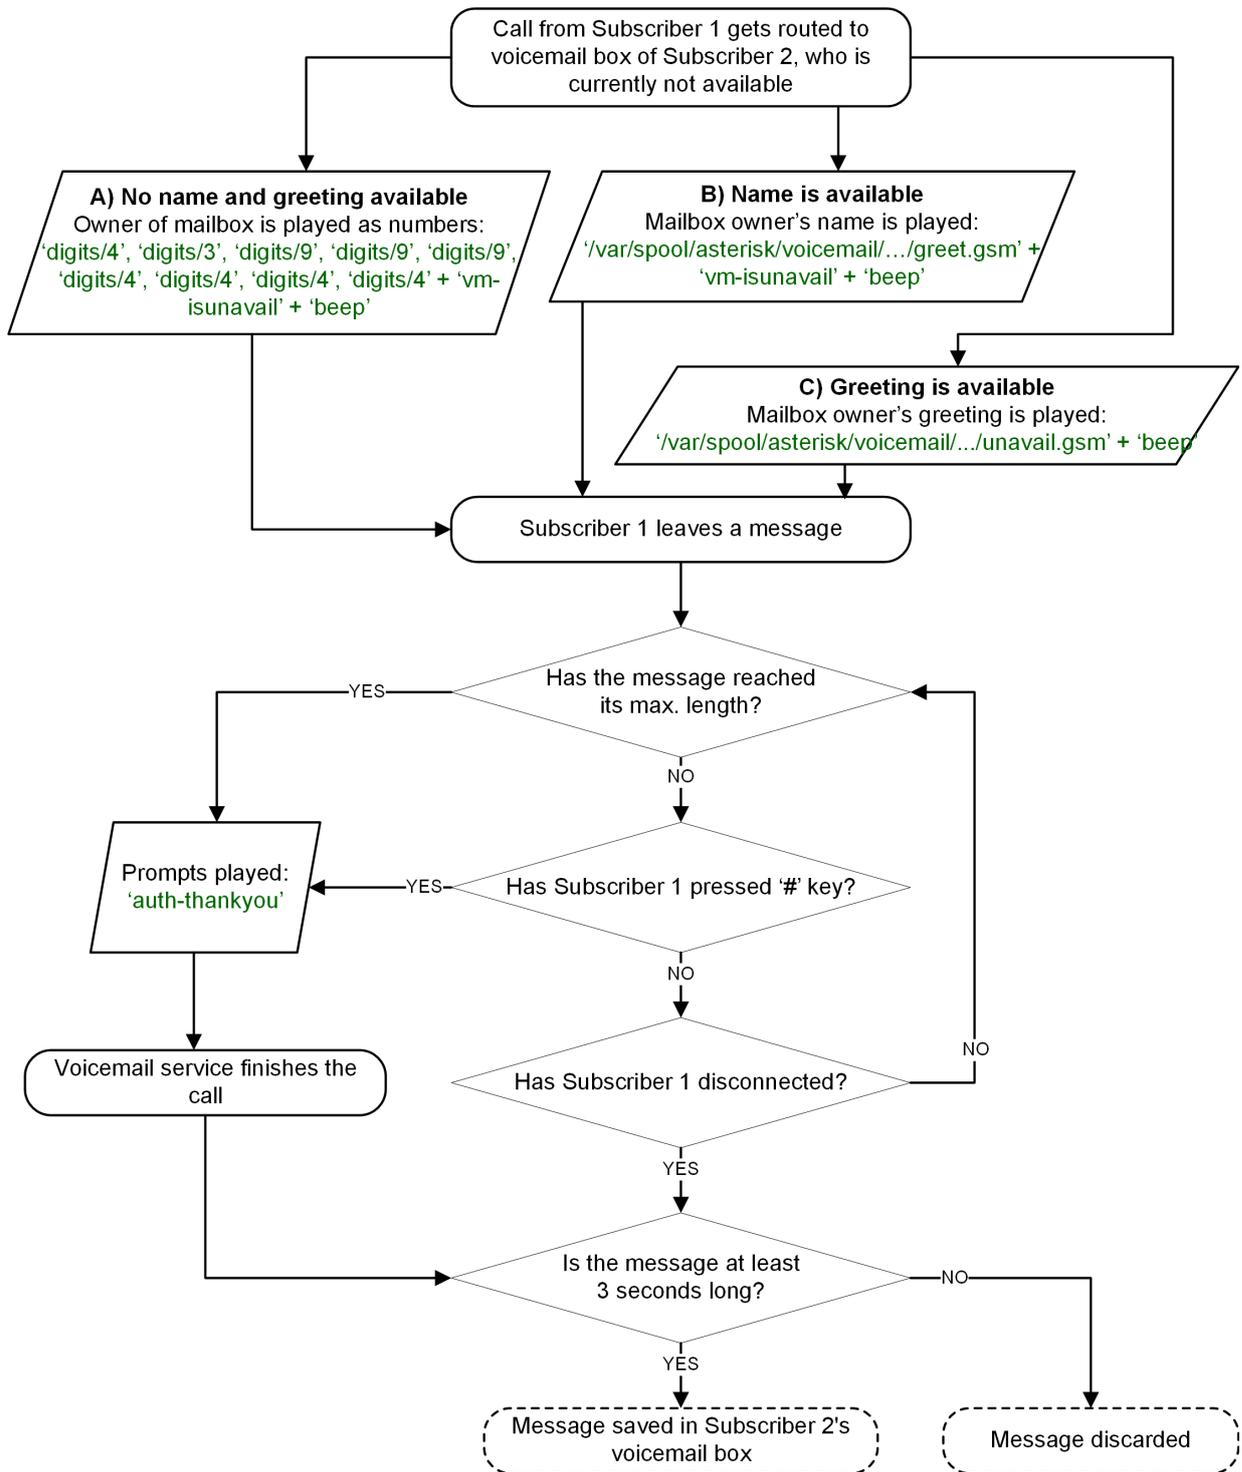 Call from Subscriber 1 gets routed to
voicemail box of Subscriber 2, who is
currently not available
A) No name and greeting available
Owner of mailbox is played as numbers:
‘digits/4’, ‘digits/3’, ‘digits/9’, ‘digits/9’, ‘digits/9’,
‘digits/4’, ‘digits/4’, ‘digits/4’, ‘digits/4’ + ‘vm-
isunavail’ + ‘beep’
B) Name is available
Mailbox owner’s name is played:
‘/var/spool/asterisk/voicemail/…/greet.gsm’ +
‘vm-isunavail’ + ‘beep’
C) Greeting is available
Mailbox owner’s greeting is played:
‘/var/spool/asterisk/voicemail/.../unavail.gsm’ + ‘beep’
Subscriber 1 leaves a message
Has the message reached
its max. length?
YES
NO
Prompts played:
‘auth-thankyou’
YES
Has Subscriber 1 pressed ‘#’ key?
NO
Voicemail service finishes the
call
Has Subscriber 1 disconnected?
NO
YES
Is the message at least
3 seconds long?
NO
YES
Message saved in Subscriber 2's
voicemail box
Message discarded